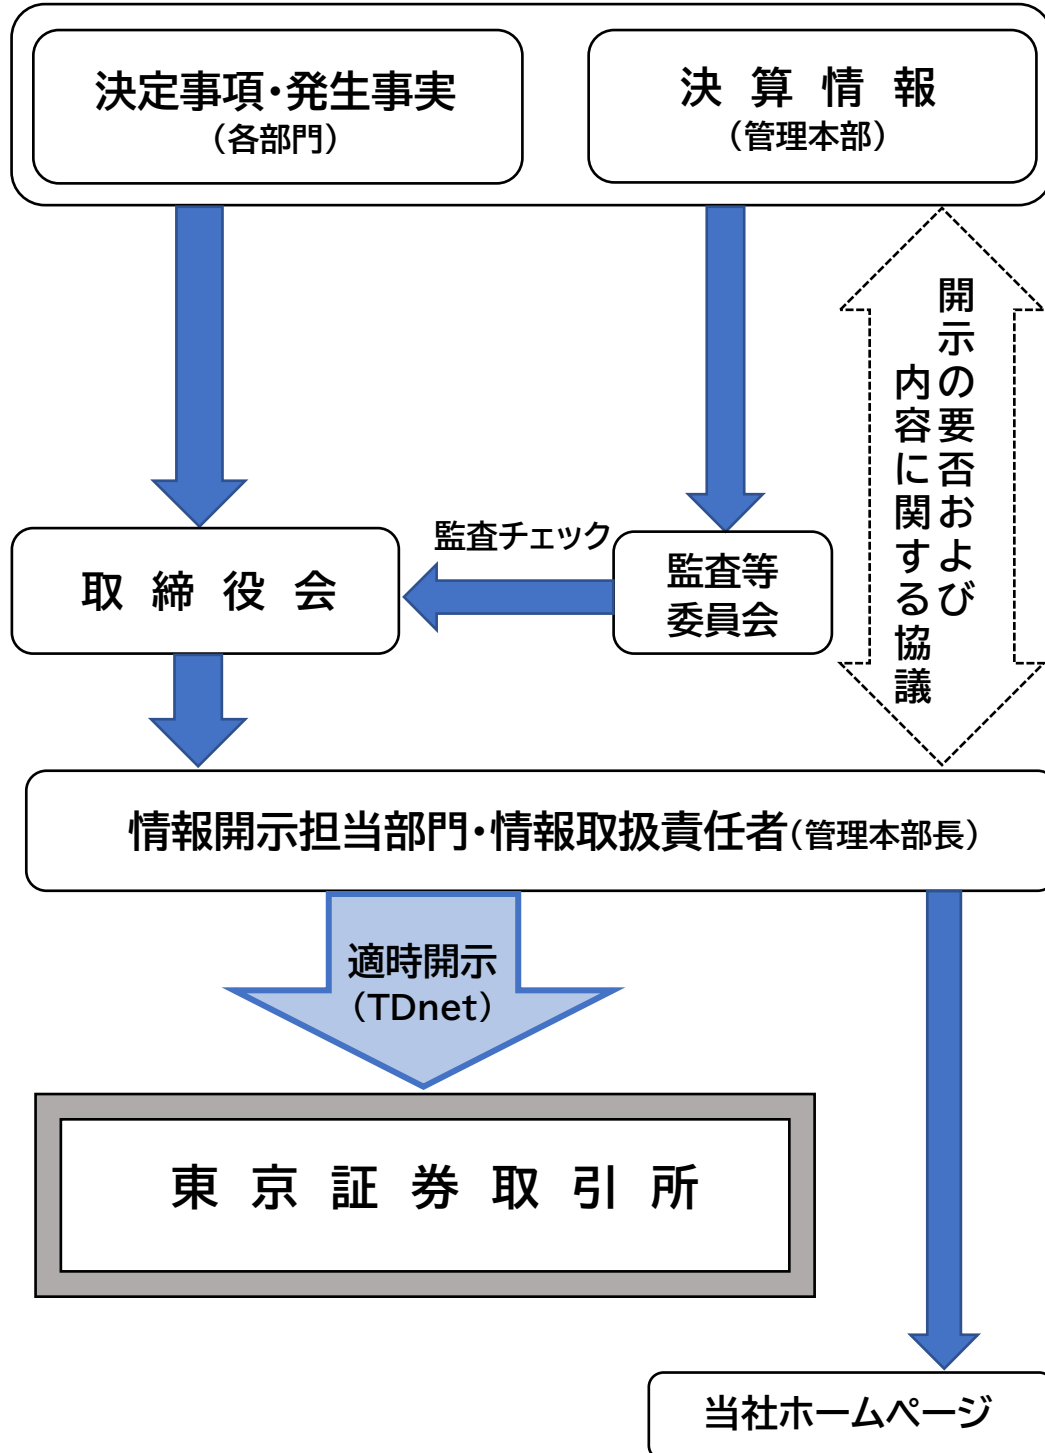 決定事項・発生事実
（各部門）
決算情報
（管理本部）
開示の要否および
内容に関する協議
監査チェック
取締役会
監査等
委員会
情報開示担当部門・情報取扱責任者（管理本部長）
適時開示
（TDnet）
東京証券取引所
当社ホームページ